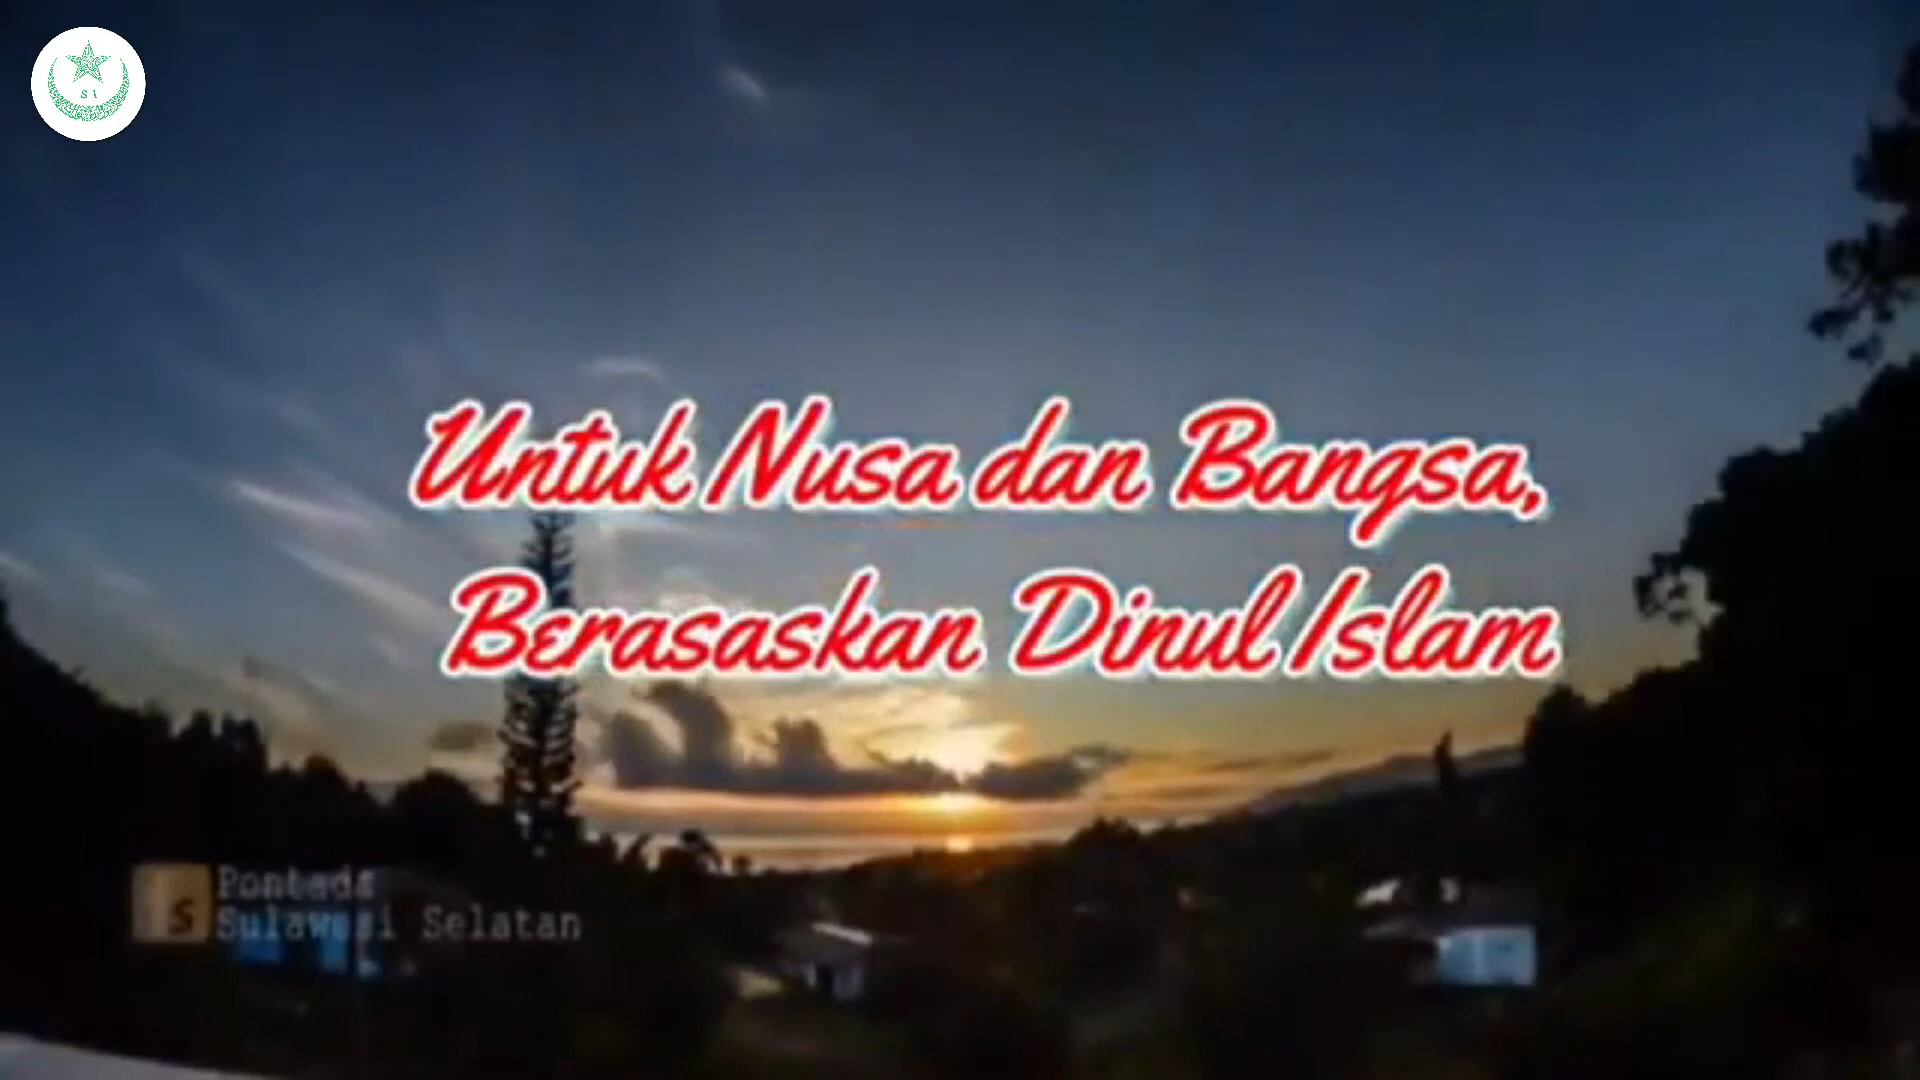 S I
Untuk Nusa dan Bangsa,
Berasaskan Dinul Islam
S
Pontada
Sulawesi Selatan